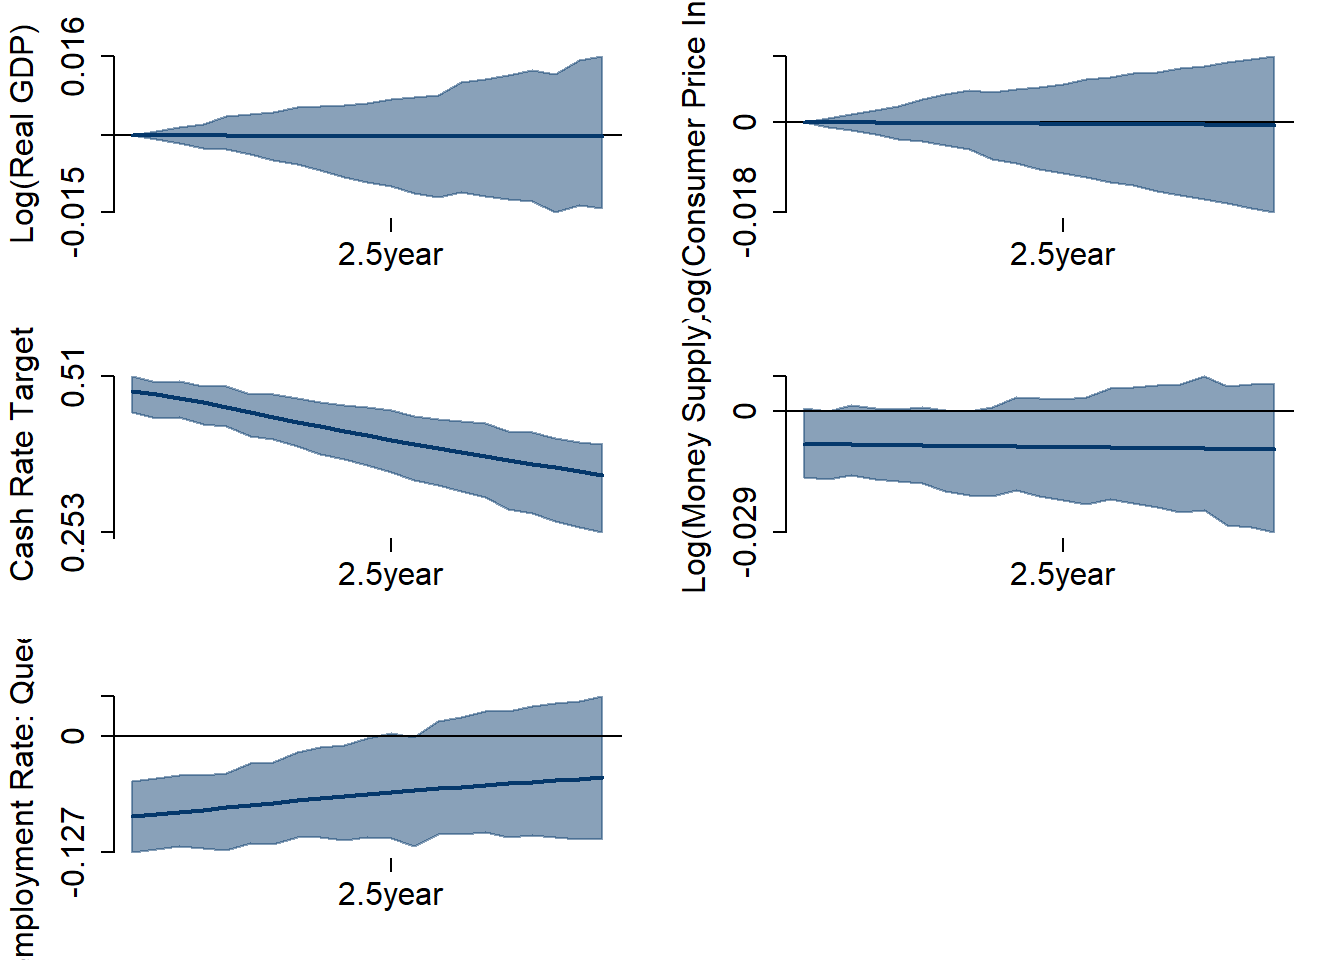 Log(Real GDP)
0.016
-0.015
2.5year
og(Consumer Price In
0
-0.018
2.5year
Cash Rate Target
0.51
0.253
2.5year
Log(Money Supply)
0
-0.029
2.5year
mployment Rate: Quee
0
-0.127
2.5year